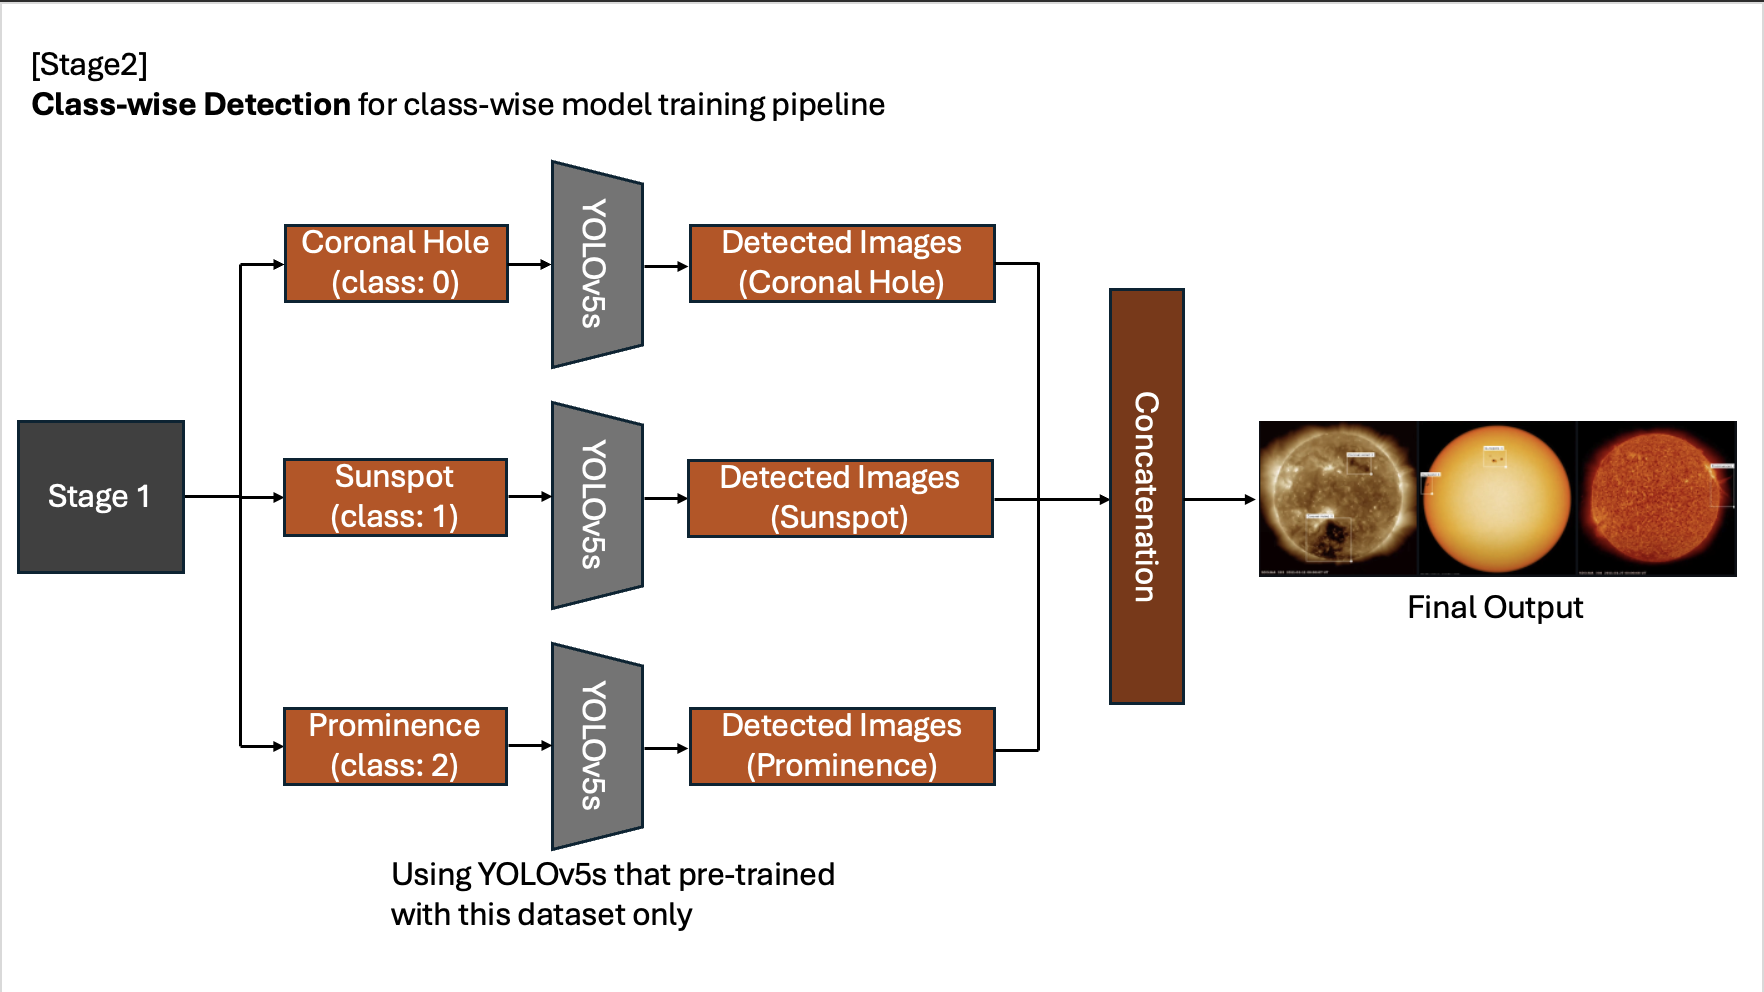 [Stage2]
Class-wise Detection for class-wise model training pipeline
Stage 1
Coronal Hole
(class: 0)
YOLOv5s
Detected Images
(Coronal Hole)
Sunspot
(class: 1)
YOLOv5s
Detected Images
(Sunspot)
Prominence
(class: 2)
YOLOv5s
Detected Images
(Prominence)
Concatenation
Final Output
Using YOLOv5s that pre-trained
with this dataset only